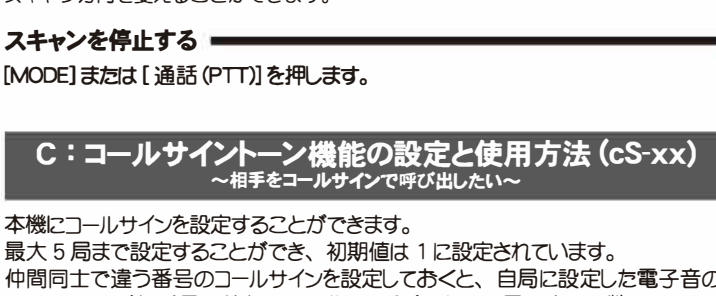 スキャンを停止する
[MODE]または[通話(PTT)]を押します。
C：コールサイントーン機能の設定と使用方法(cS-xx)
～相手をコールサインで呼び出したい～
本機にコールサインを設定することができます。
最大5局まで設定することができ、初期値は1に設定されています。
仲間同士で違う番号のコールサインを設定しておくと、自局に設定した電子音の